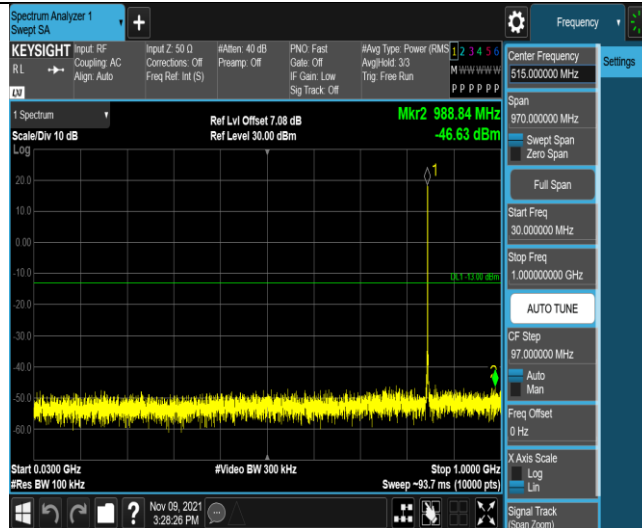 Spectrum Analyzer 1
Swept SA
Frequency
KEYSIGHT
RL
LXI
Input: RF
Coupling: AC
Align: Auto
Input Z: 50 Ω
Corrections: Off
Freq Ref: Int (S)
#Atten: 40 dB
Preamp: Off
PNO: Fast
Gate: Off
IF Gain: Low
Sig Track: Off
#Avg Type: Power (RMS
Avg|Hold: 3/3
Trig: Free Run
1 2 3 4 5 6
M W W W W W
P P P P P P
1 Spectrum
Scale/Div 10 dB
Log
Ref Lvl Offset 7.08 dB
Ref Level 30.00 dBm
Mkr2 988.84 MHz
-46.63 dBm
1
20.0
10.0
0.00
-10.0
DL1 -13.00 dBm
-20.0
-30.0
-40.0
2
-50.0
-60.0
Start 0.0300 GHz
#Res BW 100 kHz
#Video BW 300 kHz
Stop 1.0000 GHz
Sweep ~93.7 ms (10000 pts)
Nov 09, 2021
3:28:26 PM
Center Frequency
515.000000 MHz
Span
970.000000 MHz
Swept Span
Zero Span
Full Span
Start Freq
30.000000 MHz
Stop Freq
1.000000000 GHz
AUTO TUNE
CF Step
97.000000 MHz
Auto
Man
Freq Offset
0 Hz
X Axis Scale
Log
Lin
Signal Track
(Span Zoom)
Settings